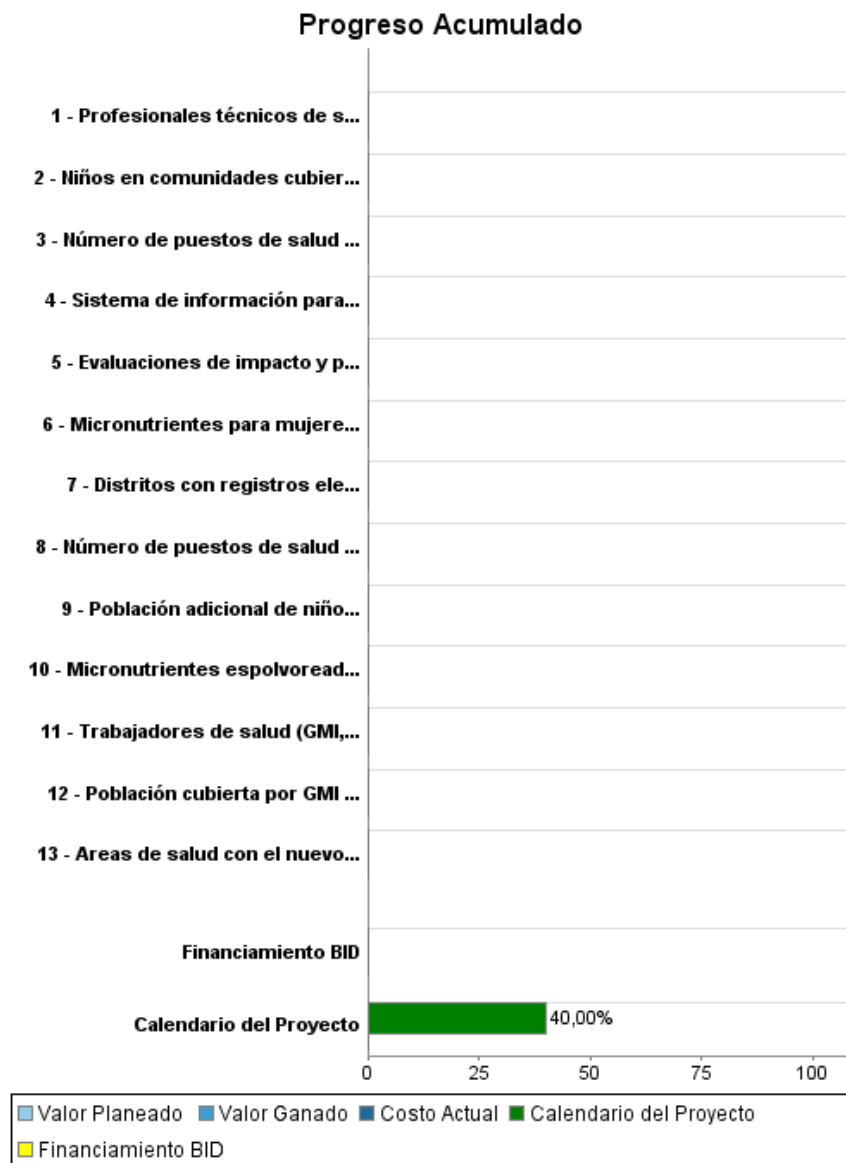 Progreso Acumulado
1 - Profesionales técnicos de s...
2 - Niños en comunidades cubier...
3 - Número de puestos de salud ...
4 - Sistema de información para...
5 - Evaluaciones de impacto y p...
6 - Micronutrientes para mujere...
7 - Distritos con registros ele...
8 - Número de puestos de salud ...
9 - Población adicional de niño...
10 - Micronutrientes espolvoread...
11 - Trabajadores de salud (GMI,...
12 - Población cubierta por GMI ...
13 - Areas de salud con el nuevo...
Financiamiento BID
Calendario del Proyecto 40,00%
0 25 50 75 100
Valor Planeado Valor Ganado Costo Actual Calendario del Proyecto
Financiamiento BID